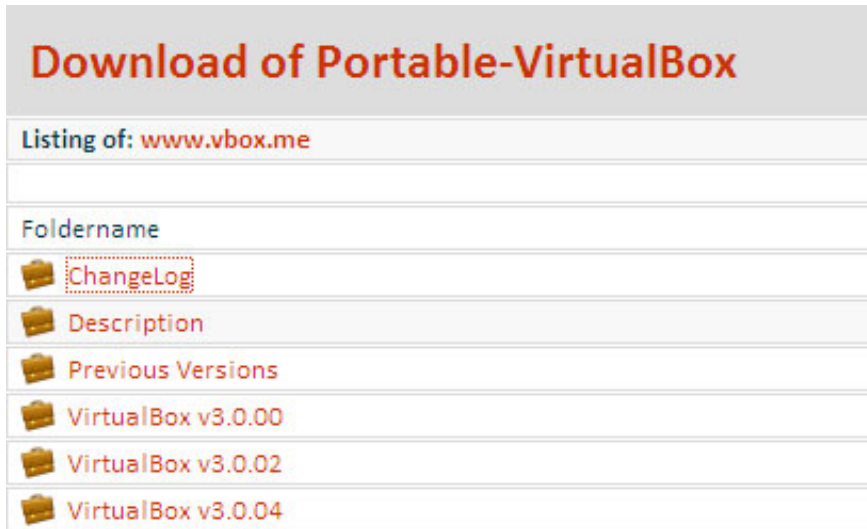 Download of Portable-VirtualBox
Listing of: www.vbox.me
Foldername
ChangeLog
Description
Previous Versions
VirtualBox v3.0.00
VirtualBox v3.0.02
VirtualBox v3.0.04